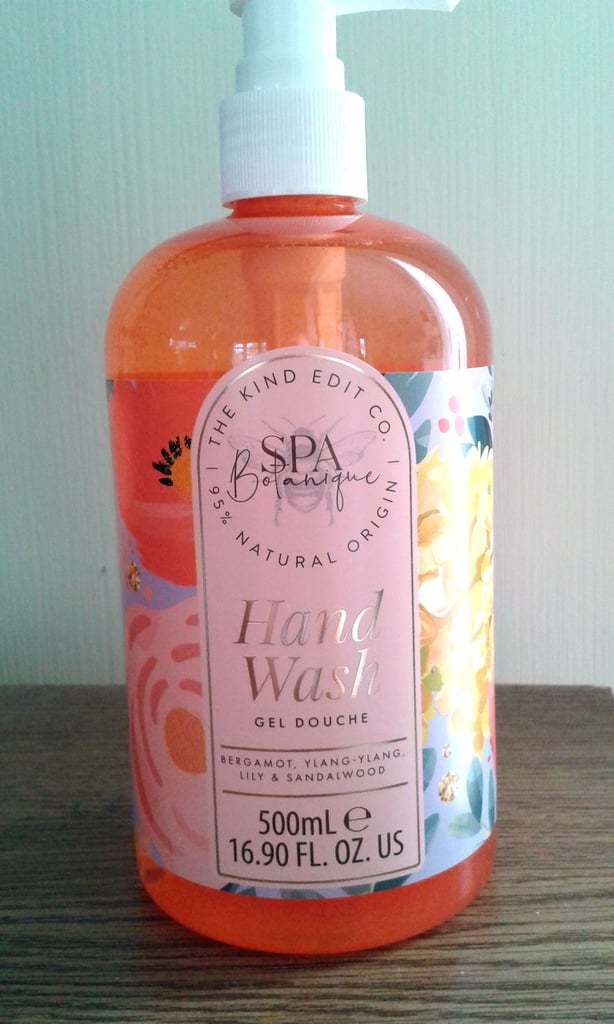 THE KIND EDIT CO.
SPA
Botanique
95% NATURAL ORIGIN
Hand
Wash
GEL DOUCHE
BERGAMOT, YLANG-YLANG,
LILY & SANDALWOOD
500mL ℮
16.90 FL. OZ. US